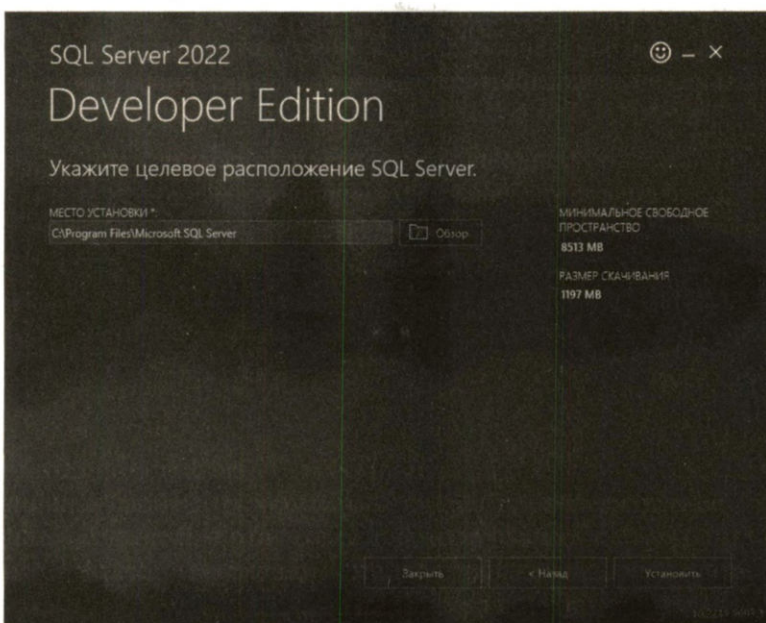 SQL Server 2022
Developer Edition
Укажите целевое расположение SQL Server.
МЕСТО УСТАНОВКИ *:
C:\Program Files\Microsoft SQL Server
Обзор
МИНИМАЛЬНОЕ СВОБОДНОЕ
ПРОСТРАНСТВО
8513 MB
РАЗМЕР СКАЧИВАНИЯ
1197 MB
Закрыть
< Назад
Установить